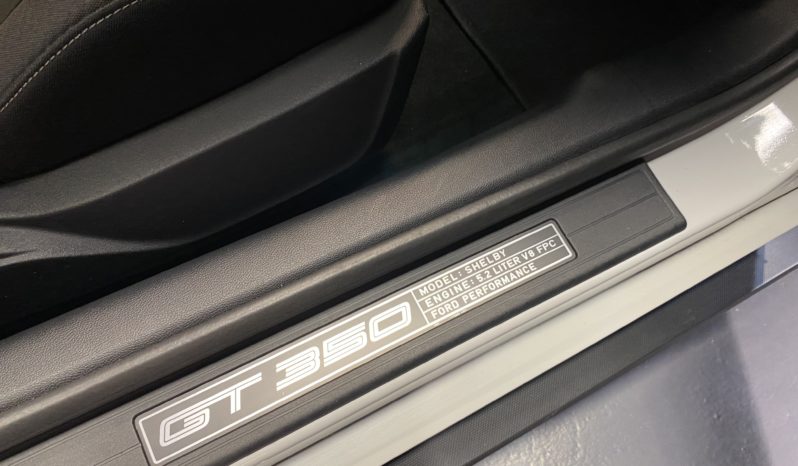 GT 350
MODEL: SHELBY
ENGINE: 5.2 LITER V8 FPC
FORD PERFORMANCE